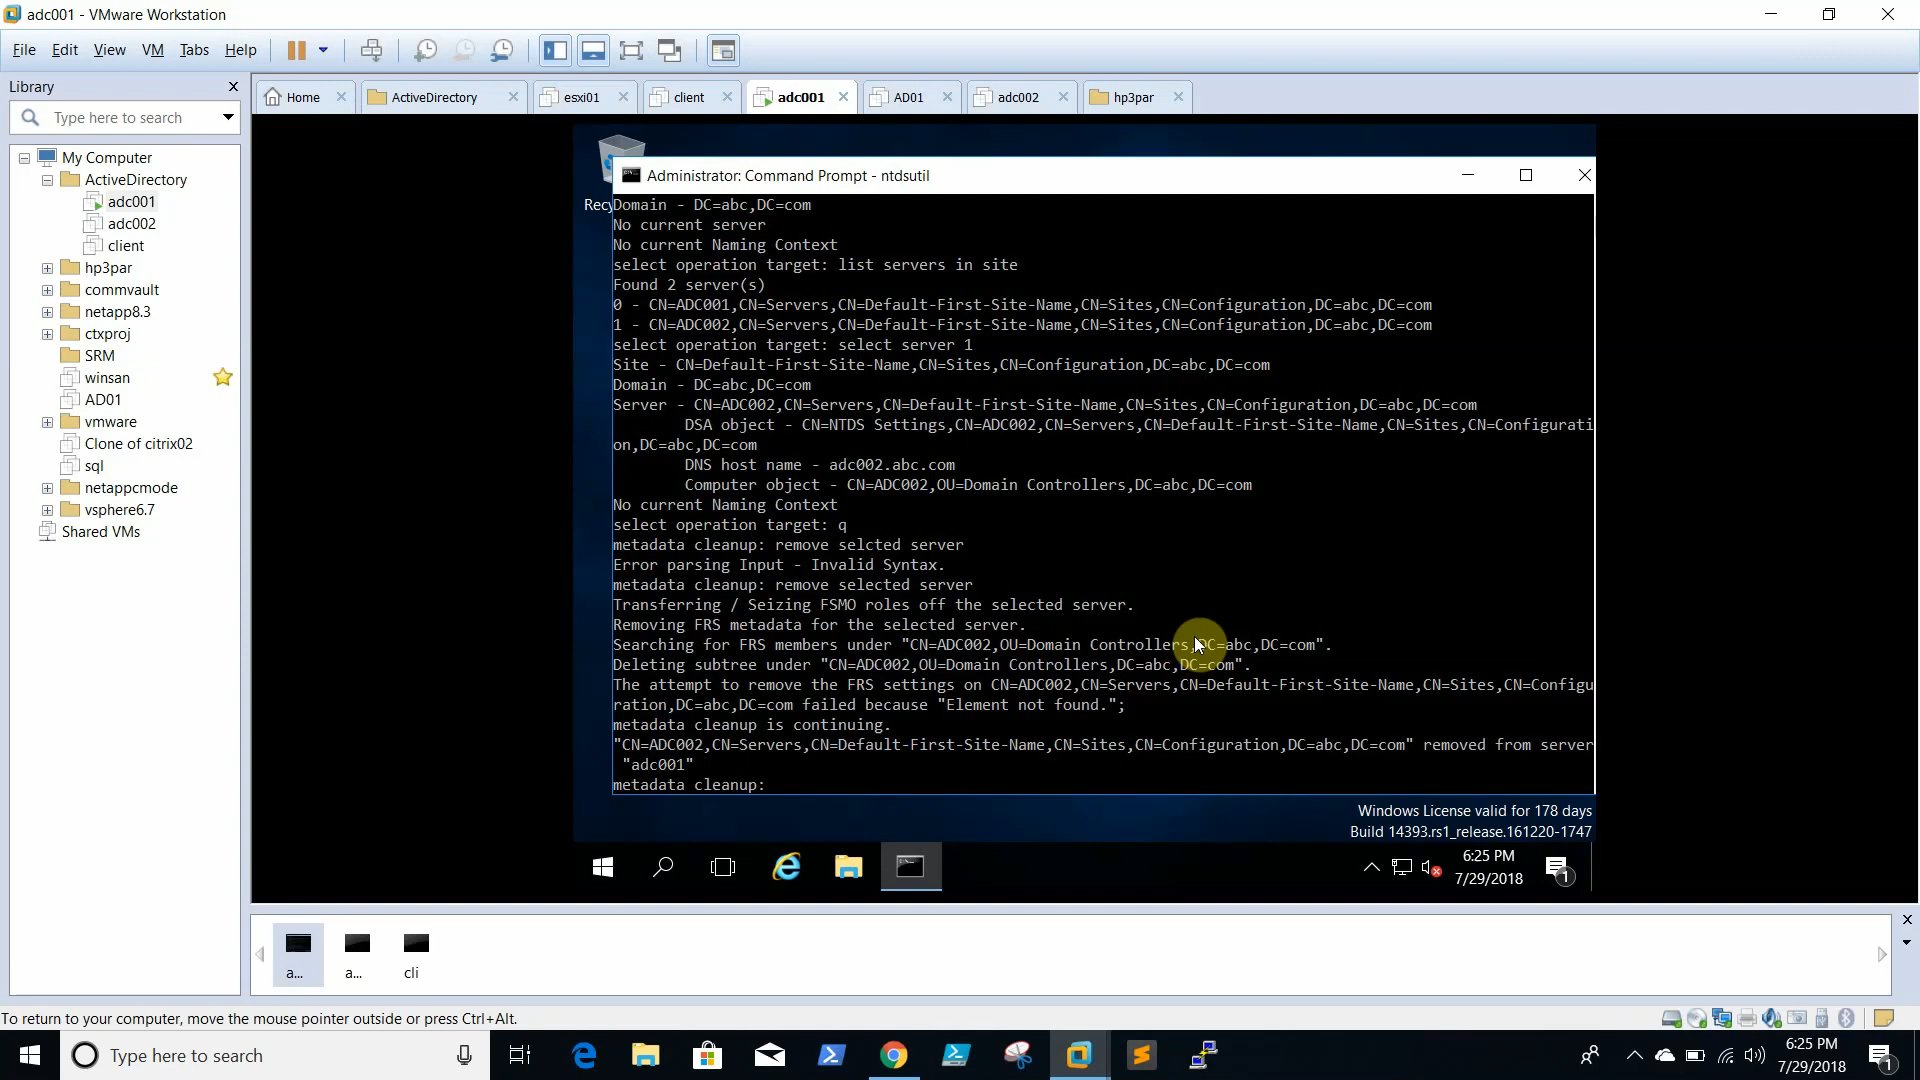 adc001 - VMware Workstation
File Edit View VM Tabs Help
Library
Type here to search
Home
ActiveDirectory
esxi01
client
adc001
AD01
adc002
hp3par
My Computer
ActiveDirectory
adc001
adc002
client
hp3par
commvault
netapp8.3
ctxproj
SRM
winsan
AD01
vmware
Clone of citrix02
sql
netappcmode
vsphere6.7
Shared VMs
Recy
Administrator: Command Prompt - ntdsutil
Domain - DC=abc,DC=com
No current server
No current Naming Context
select operation target: list servers in site
Found 2 server(s)
0 - CN=ADC001,CN=Servers,CN=Default-First-Site-Name,CN=Sites,CN=Configuration,DC=abc,DC=com
1 - CN=ADC002,CN=Servers,CN=Default-First-Site-Name,CN=Sites,CN=Configuration,DC=abc,DC=com
select operation target: select server 1
Site - CN=Default-First-Site-Name,CN=Sites,CN=Configuration,DC=abc,DC=com
Domain - DC=abc,DC=com
Server - CN=ADC002,CN=Servers,CN=Default-First-Site-Name,CN=Sites,CN=Configuration,DC=abc,DC=com
DSA object - CN=NTDS Settings,CN=ADC002,CN=Servers,CN=Default-First-Site-Name,CN=Sites,CN=Configurati
on,DC=abc,DC=com
DNS host name - adc002.abc.com
Computer object - CN=ADC002,OU=Domain Controllers,DC=abc,DC=com
No current Naming Context
select operation target: q
metadata cleanup: remove selcted server
Error parsing Input - Invalid Syntax.
metadata cleanup: remove selected server
Transferring / Seizing FSMO roles off the selected server.
Removing FRS metadata for the selected server.
Searching for FRS members under "CN=ADC002,OU=Domain Controllers,DC=abc,DC=com".
Deleting subtree under "CN=ADC002,OU=Domain Controllers,DC=abc,DC=com".
The attempt to remove the FRS settings on CN=ADC002,CN=Servers,CN=Default-First-Site-Name,CN=Sites,CN=Configu
ration,DC=abc,DC=com failed because "Element not found.";
metadata cleanup is continuing.
"CN=ADC002,CN=Servers,CN=Default-First-Site-Name,CN=Sites,CN=Configuration,DC=abc,DC=com" removed from server
"adc001"
metadata cleanup:
Windows License valid for 178 days
Build 14393.rs1_release.161220-1747
6:25 PM
7/29/2018
1
a...
a...
cli
To return to your computer, move the mouse pointer outside or press Ctrl+Alt.
Type here to search
6:25 PM
7/29/2018
1